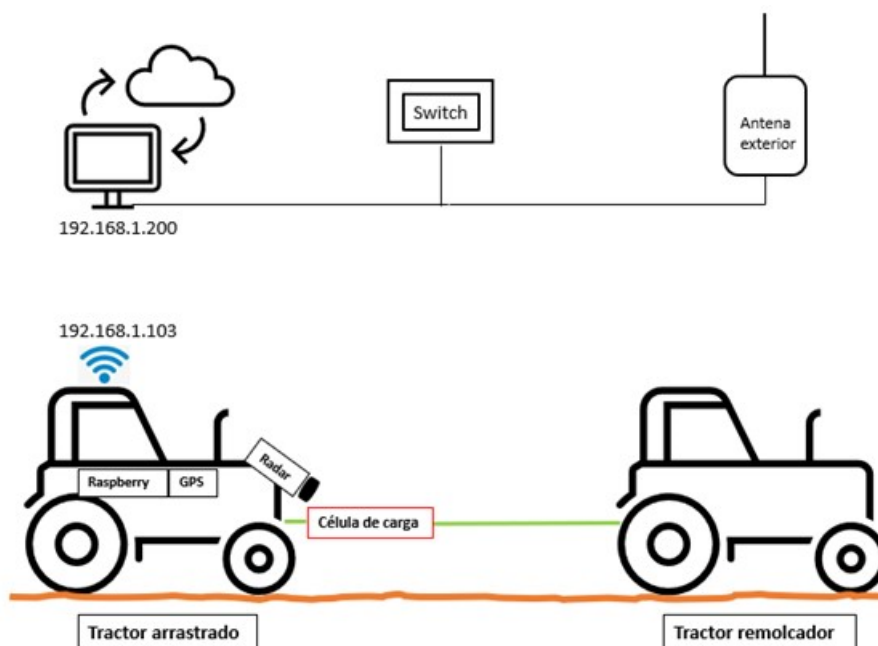 Switch
Antena
exterior
192.168.1.200
192.168.1.103
Radar
Raspberry
GPS
Célula de carga
Tractor arrastrado
Tractor remolcador